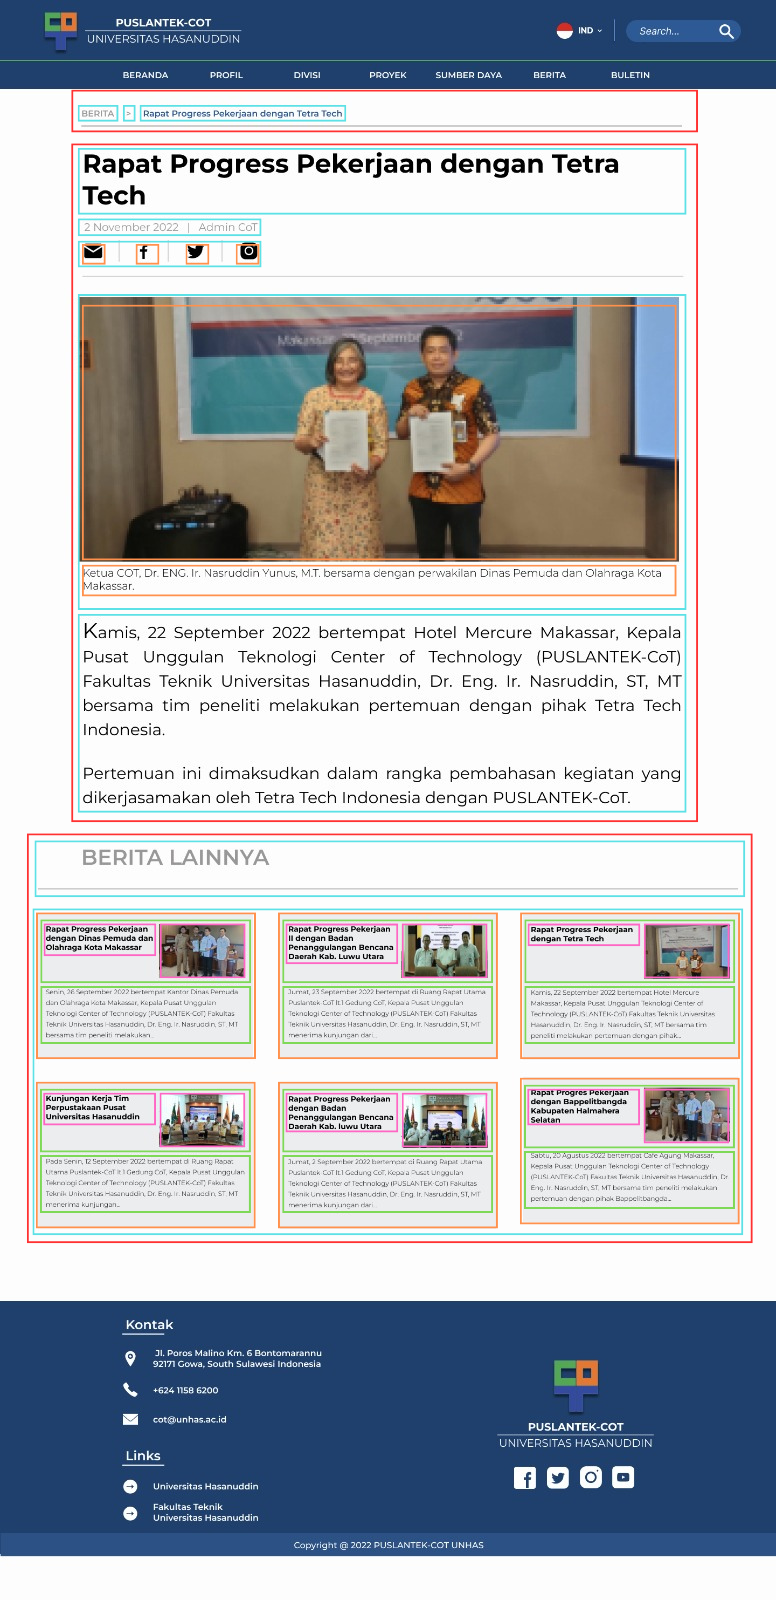 PUSLANTEK-COT
UNIVERSITAS HASANUDDIN
IND
Search...
BERANDA PROFIL DIVISI PROYEK SUMBER DAYA BERITA BULETIN
BERITA > Rapat Progress Pekerjaan dengan Tetra Tech
Rapat Progress Pekerjaan dengan Tetra
Tech
2 November 2022 | Admin CoT
Makassar, 22 September
Ketua COT, Dr. ENG. Ir. Nasruddin Yunus, M.T. bersama dengan perwakilan Dinas Pemuda dan Olahraga Kota
Makassar.
Kamis, 22 September 2022 bertempat Hotel Mercure Makassar, Kepala
Pusat Unggulan Teknologi Center of Technology (PUSLANTEK-CoT)
Fakultas Teknik Universitas Hasanuddin, Dr. Eng. Ir. Nasruddin, ST, MT
bersama tim peneliti melakukan pertemuan dengan pihak Tetra Tech
Indonesia.
Pertemuan ini dimaksudkan dalam rangka pembahasan kegiatan yang
dikerjasamakan oleh Tetra Tech Indonesia dengan PUSLANTEK-CoT.
BERITA LAINNYA
Rapat Progress Pekerjaan
dengan Dinas Pemuda dan
Olahraga Kota Makassar
Senin, 26 September 2022 bertempat Kantor Dinas Pemuda
dan Olahraga Kota Makassar, Kepala Pusat Unggulan
Teknologi Center of Technology (PUSLANTEK-CoT) Fakultas
Teknik Universitas Hasanuddin, Dr. Eng. Ir. Nasruddin, ST, MT
bersama tim peneliti melakukan...
Rapat Progress Pekerjaan
II dengan Badan
Penanggulangan Bencana
Daerah Kab. Luwu Utara
Jumat, 23 September 2022 bertempat di Ruang Rapat Utama
Puslantek-CoT lt.1 Gedung CoT, Kepala Pusat Unggulan
Teknologi Center of Technology (PUSLANTEK-CoT) Fakultas
Teknik Universitas Hasanuddin, Dr. Eng. Ir. Nasruddin, ST, MT
menerima kunjungan dari...
Rapat Progress Pekerjaan
dengan Tetra Tech
Kamis, 22 September 2022 bertempat Hotel Mercure
Makassar, Kepala Pusat Unggulan Teknologi Center of
Technology (PUSLANTEK-CoT) Fakultas Teknik Universitas
Hasanuddin, Dr. Eng. Ir. Nasruddin, ST, MT bersama tim
peneliti melakukan pertemuan dengan pihak...
Kunjungan Kerja Tim
Perpustakaan Pusat
Universitas Hasanuddin
Pada Senin, 12 September 2022 bertempat di Ruang Rapat
Utama Puslantek-CoT lt.1 Gedung CoT, Kepala Pusat Unggulan
Teknologi Center of Technology (PUSLANTEK-CoT) Fakultas
Teknik Universitas Hasanuddin, Dr. Eng. Ir. Nasruddin, ST, MT
menerima kunjungan...
Rapat Progress Pekerjaan
dengan Badan
Penanggulangan Bencana
Daerah Kab. luwu Utara
Jumat, 2 September 2022 bertempat di Ruang Rapat Utama
Puslantek-CoT lt.1 Gedung CoT, Kepala Pusat Unggulan
Teknologi Center of Technology (PUSLANTEK-CoT) Fakultas
Teknik Universitas Hasanuddin, Dr. Eng. Ir. Nasruddin, ST, MT
menerima kunjungan dari...
Rapat Progres Pekerjaan
dengan Bappelitbangda
Kabupaten Halmahera
Selatan
Sabtu, 20 Agustus 2022 bertempat Cafe Agung Makassar,
Kepala Pusat Unggulan Teknologi Center of Technology
(PUSLANTEK-CoT) Fakultas Teknik Universitas Hasanuddin, Dr.
Eng. Ir. Nasruddin, ST, MT bersama tim peneliti melakukan
pertemuan dengan pihak Bappelitbangda...
Kontak
Jl. Poros Malino Km. 6 Bontomarannu
92171 Gowa, South Sulawesi Indonesia
+624 1158 6200
cot@unhas.ac.id
Links
Universitas Hasanuddin
Fakultas Teknik
Universitas Hasanuddin
PUSLANTEK-COT
UNIVERSITAS HASANUDDIN
Copyright @ 2022 PUSLANTEK-COT UNHAS